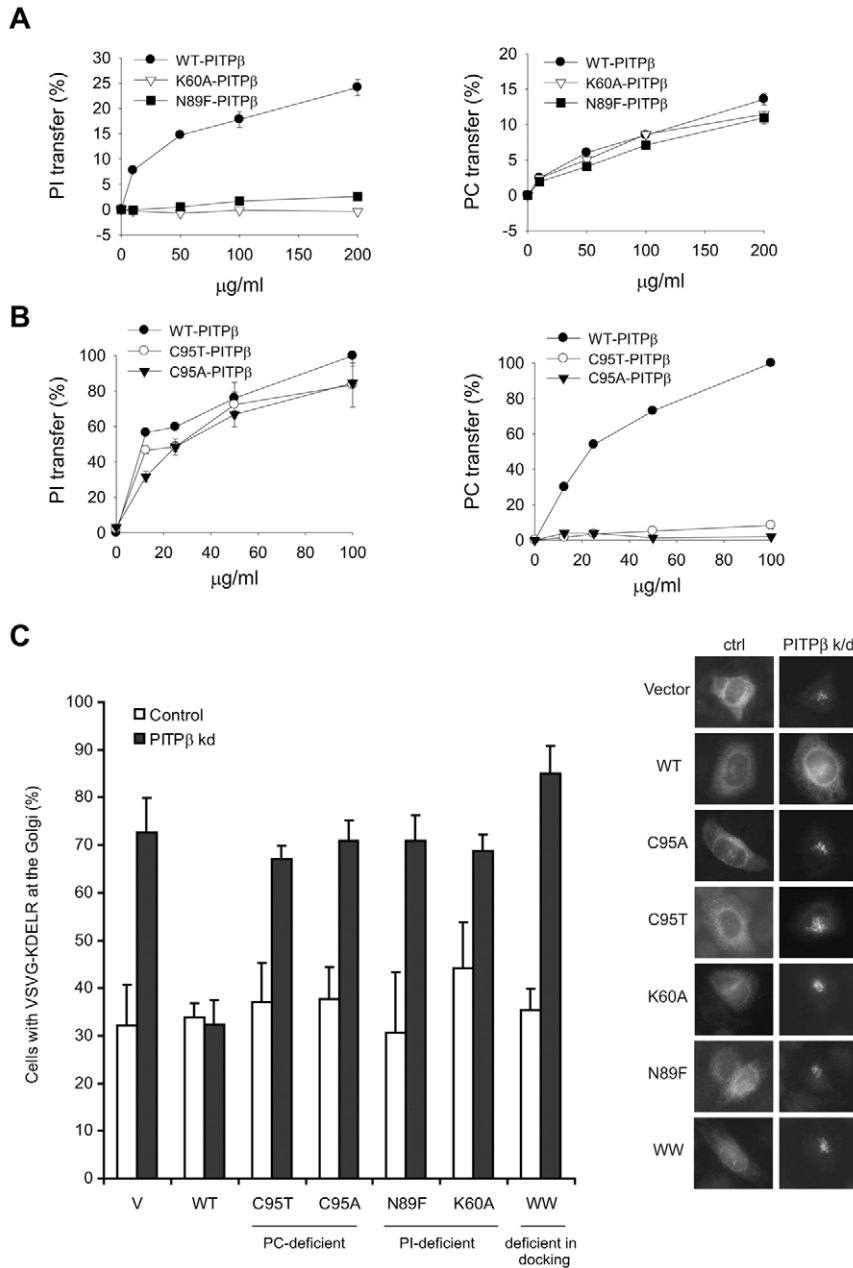 A
WT-PITPβ
K60A-PITPβ
N89F-PITPβ
PI transfer (%)
30
25
20
15
10
5
0
-5
0 50 100 150 200
μg/ml
WT-PITPβ
K60A-PITPβ
N89F-PITPβ
PC transfer (%)
20
15
10
5
0
-5
0 50 100 150 200
μg/ml
B
WT-PITPβ
C95T-PITPβ
C95A-PITPβ
PI transfer (%)
100
80
60
40
20
0
0 20 40 60 80 100
μg/ml
WT-PITPβ
C95T-PITPβ
C95A-PITPβ
PC transfer (%)
100
80
60
40
20
0
0 20 40 60 80 100
μg/ml
C
Control
PITPβ kd
Cells with VSVG-KDELR at the Golgi (%)
100
90
80
70
60
50
40
30
20
10
0
V WT C95T C95A N89F K60A WW
PC-deficient PI-deficient deficient in
docking
ctrl PITPβ k/d
Vector
WT
C95A
C95T
K60A
N89F
WW